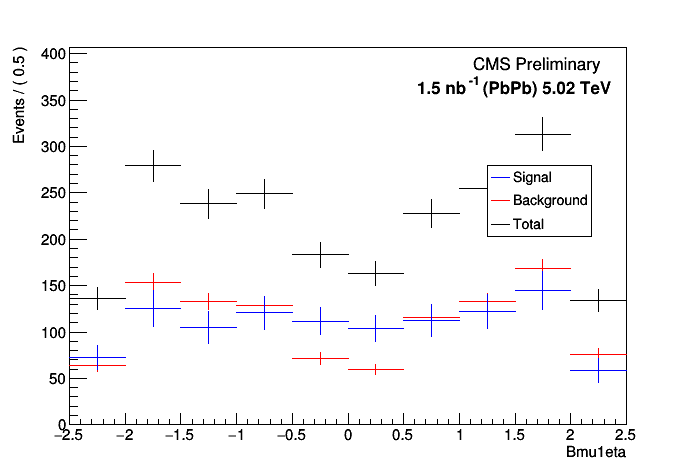 CMS Preliminary
1.5 nb-1 (PbPb) 5.02 TeV
Events / ( 0.5 )
400
350
300
250
200
150
100
50
0
Signal
Background
Total
−2.5 −2 −1.5 −1 −0.5 0 0.5 1 1.5 2 2.5
Bmu1eta